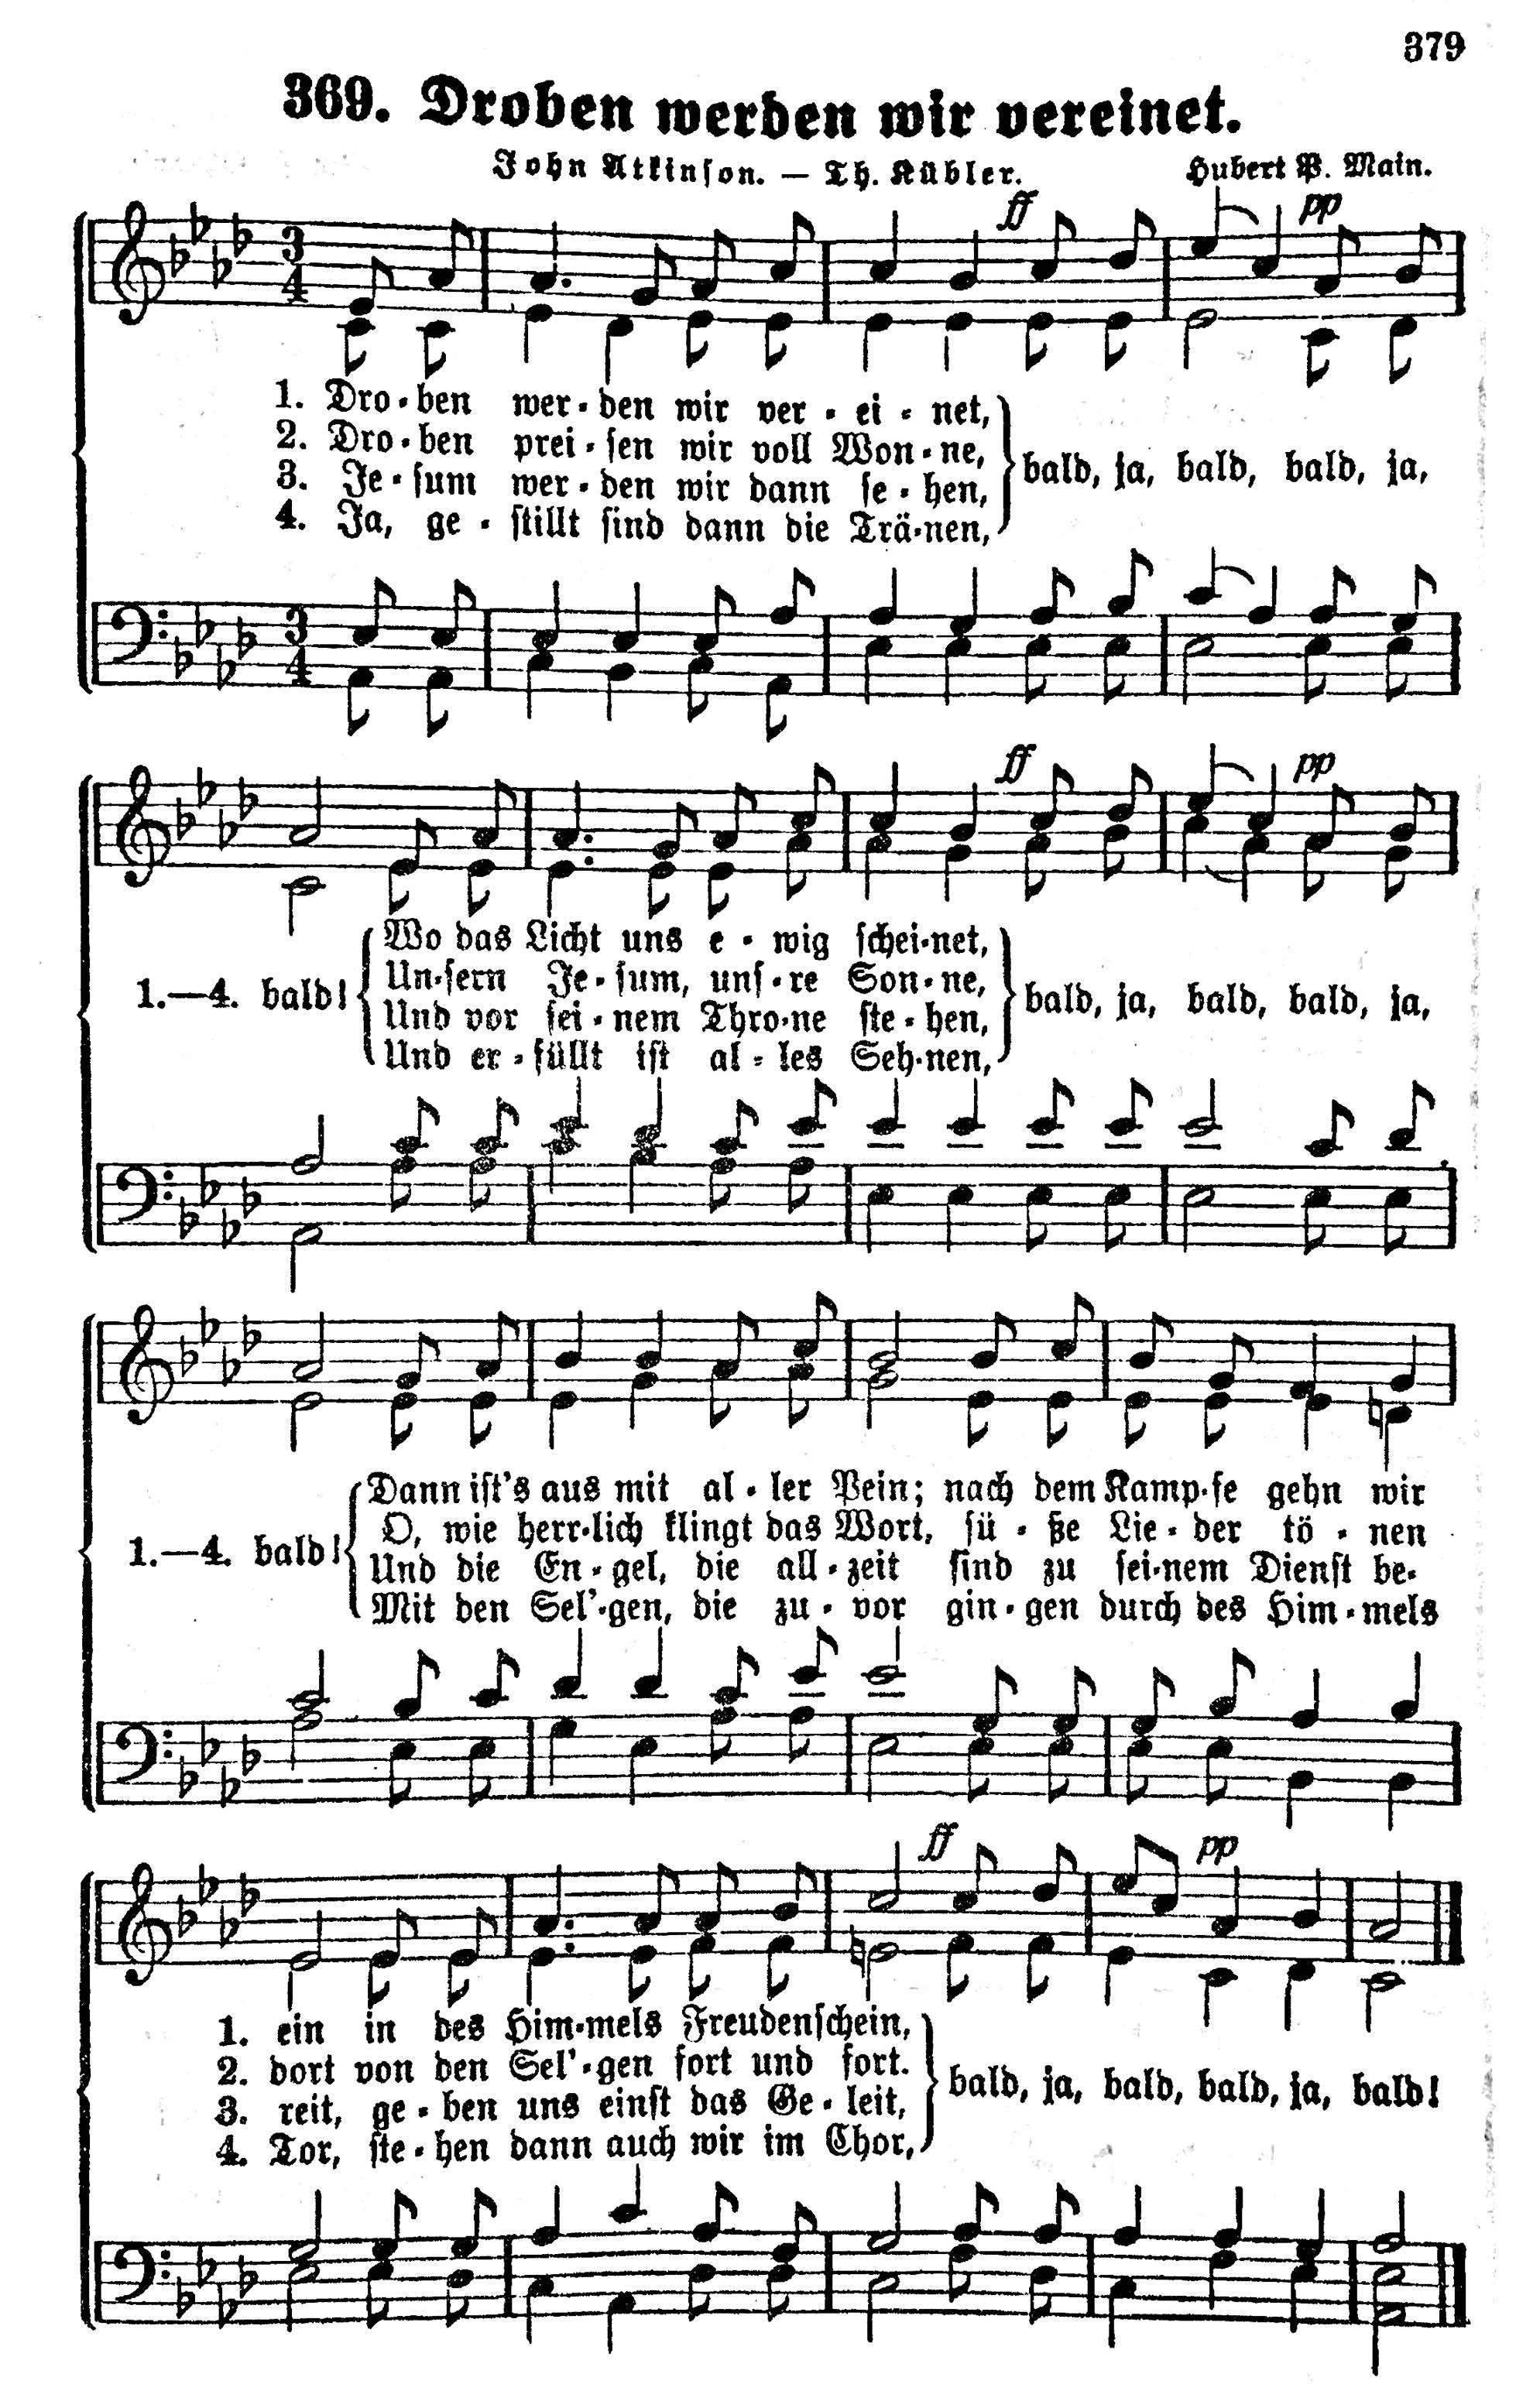 379
369. Droben werden wir vereinet.
John Atkinson. — Th. Kübler. Hubert P. Main.
ff pp
1. Dro-ben wer-den wir ver-ei-net,
2. Dro-ben prei-sen wir voll Won-ne,
3. Je-sum wer-den wir dann se-hen,
4. Ja, ge-stillt sind dann die Trä-nen,
bald, ja, bald, bald, ja,
ff pp
1.—4. bald!
Wo das Licht uns e-wig schei-net,
Un-sern Je-sum, uns-re Son-ne,
Und vor sei-nem Thro-ne ste-hen,
Und er-füllt ist al-les Seh-nen,
bald, ja, bald, bald, ja,
1.—4. bald!
Dann ist's aus mit al-ler Pein; nach dem Kamp-fe gehn wir
O, wie herr-lich klingt das Wort, sü-ße Lie-der tö-nen
Und die En-gel, die all-zeit sind zu sei-nem Dienst be-
Mit den Sel'-gen, die zu-vor gin-gen durch des Him-mels
ff pp
1. ein in des Him-mels Freudenschein,
2. dort von den Sel'-gen fort und fort.
3. reit, ge-ben uns einst das Ge-leit,
4. Tor, ste-hen dann auch wir im Chor,
bald, ja, bald, bald, ja, bald!